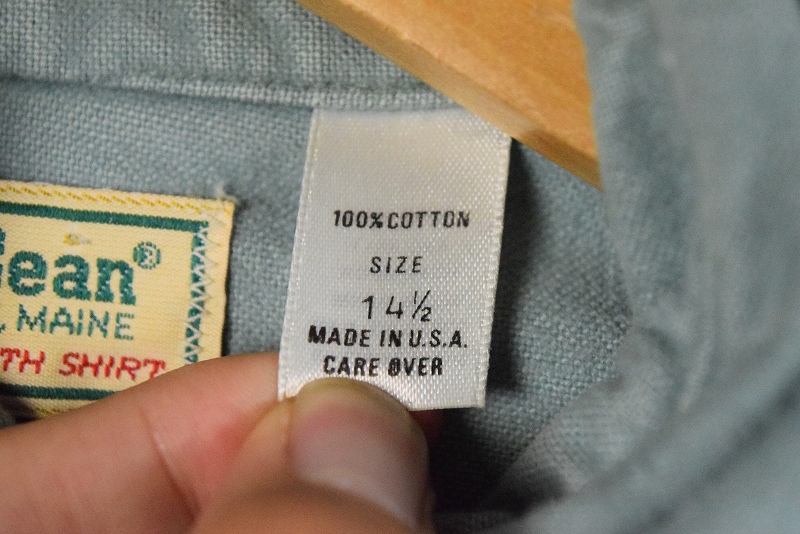 ean®
MAINE
TH SHIRT
100% COTTON
SIZE
14½
MADE IN U.S.A.
CARE OVER